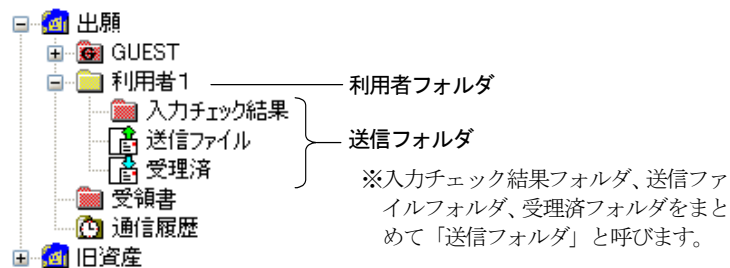 出願
GUEST
利用者1 利用者フォルダ
入力チェック結果
送信ファイル 送信フォルダ
受理済
※入力チェック結果フォルダ、送信ファ
受領書
イルフォルダ、受理済フォルダをまと
通信履歴
めて「送信フォルダ」と呼びます。
旧資産